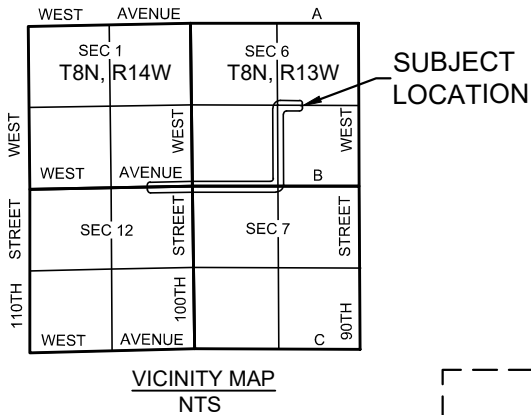 WEST AVENUE A
SEC 1 SEC 6
T8N, R14W T8N, R13W
SUBJECT
LOCATION
WEST WEST WEST
WEST AVENUE B
SEC 12 SEC 7
STREET STREET STREET
110TH 100TH 90TH
WEST AVENUE C
VICINITY MAP
NTS